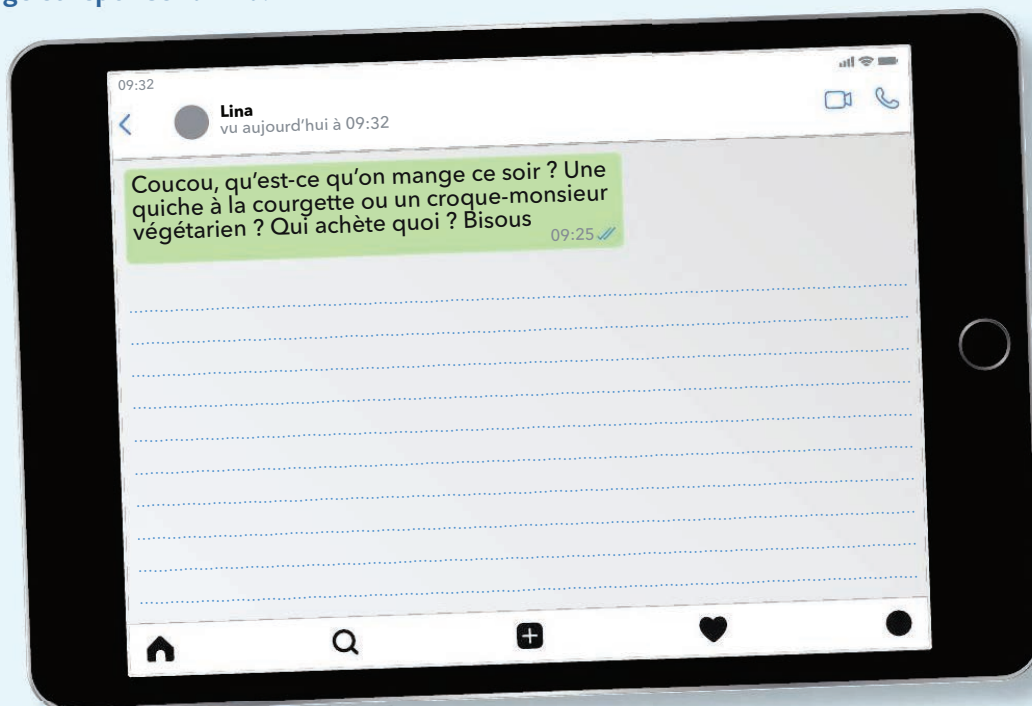 09:32
Lina
vu aujourd'hui à 09:32
Coucou, qu'est-ce qu'on mange ce soir ? Une
quiche à la courgette ou un croque-monsieur
végétarien ? Qui achète quoi ? Bisous
09:25